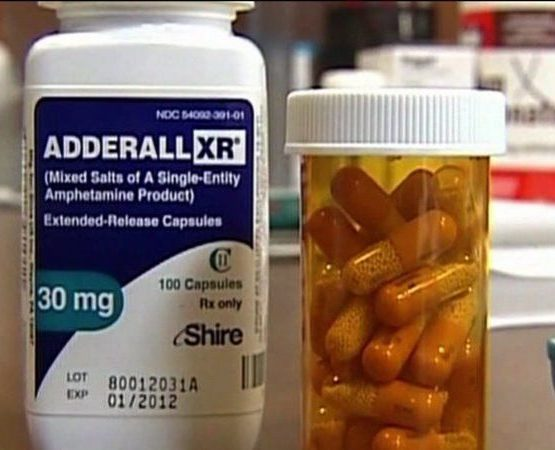 NDC 54092-391-01
ADDERALL XR®
(Mixed Salts of A Single-Entity
Amphetamine Product)
Extended-Release Capsules
CII
100 Capsules
30 mg
Rx only
Shire
LOT 80012031A
EXP 01/2012